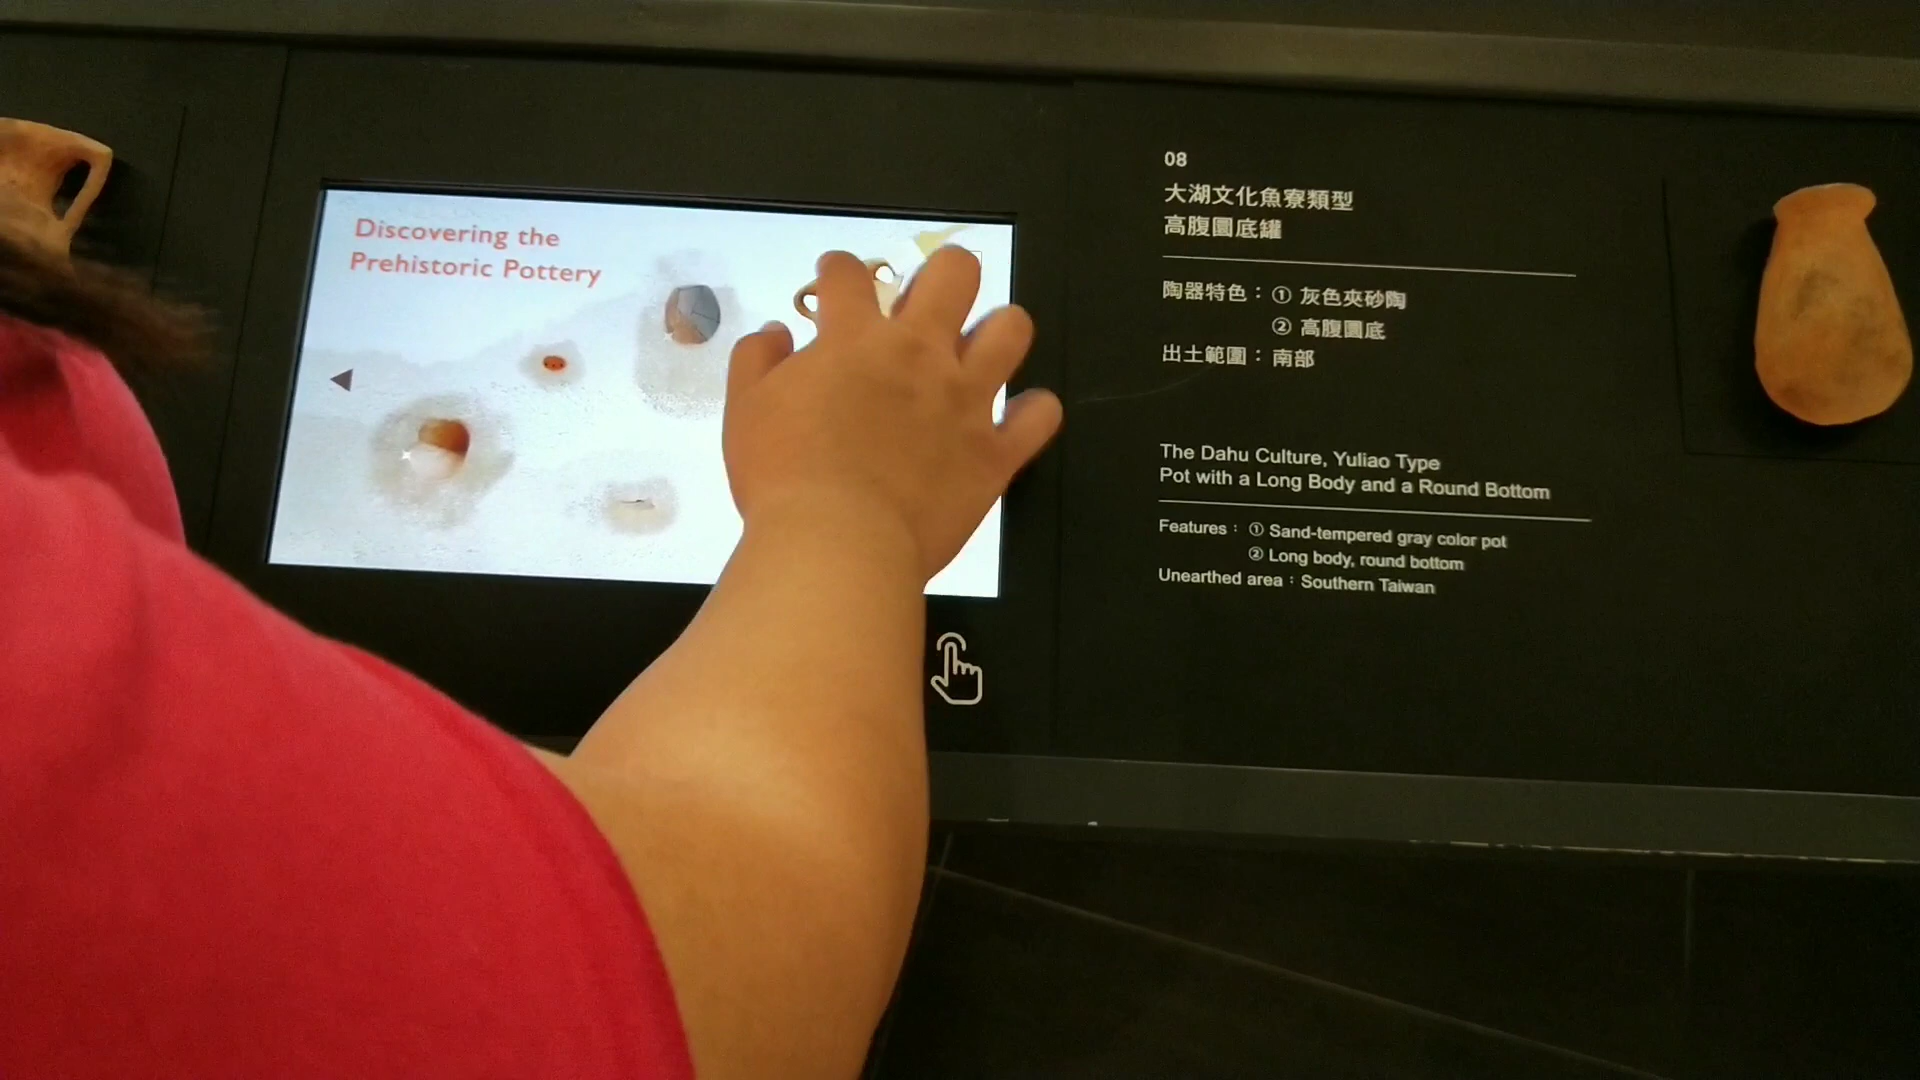 Discovering the
Prehistoric Pottery
08
大湖文化魚寮類型
高腹圜底罐
陶器特色：① 灰色夾砂陶
② 高腹圜底
出土範圍：南部
The Dahu Culture, Yuliao Type
Pot with a Long Body and a Round Bottom
Features：① Sand-tempered gray color pot
② Long body, round bottom
Unearthed area：Southern Taiwan